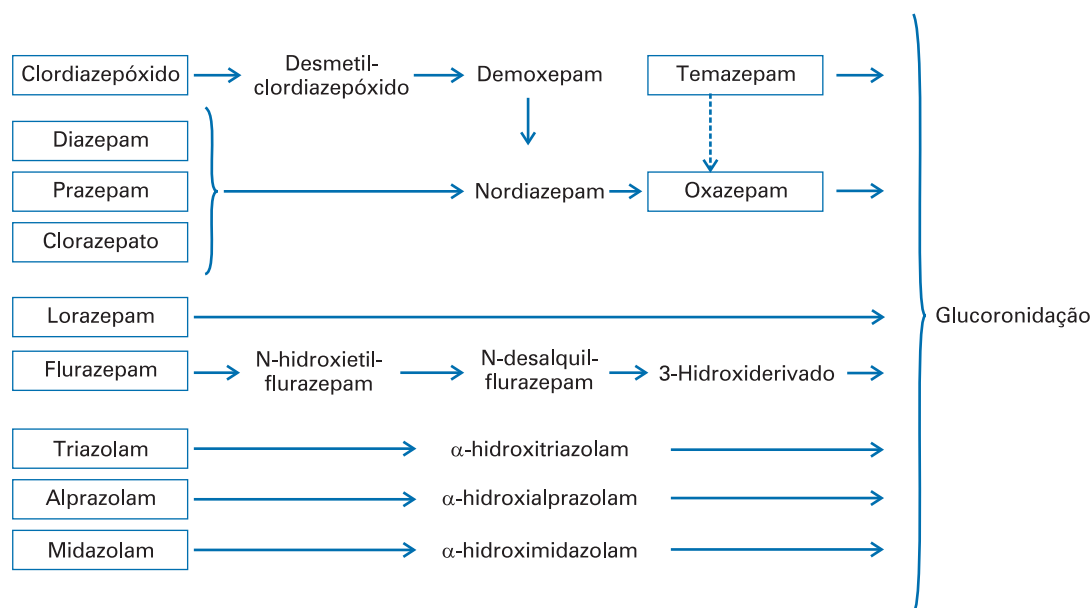 Clordiazepóxido
Desmetil-
clordiazepóxido
Demoxepam
Temazepam
Diazepam
Prazepam
Nordiazepam
Oxazepam
Clorazepato
Lorazepam
Glucoronidação
Flurazepam
N-hidroxietil-
flurazepam
N-desalquil-
flurazepam
3-Hidroxiderivado
Triazolam
α-hidroxitriazolam
Alprazolam
α-hidroxialprazolam
Midazolam
α-hidroximidazolam